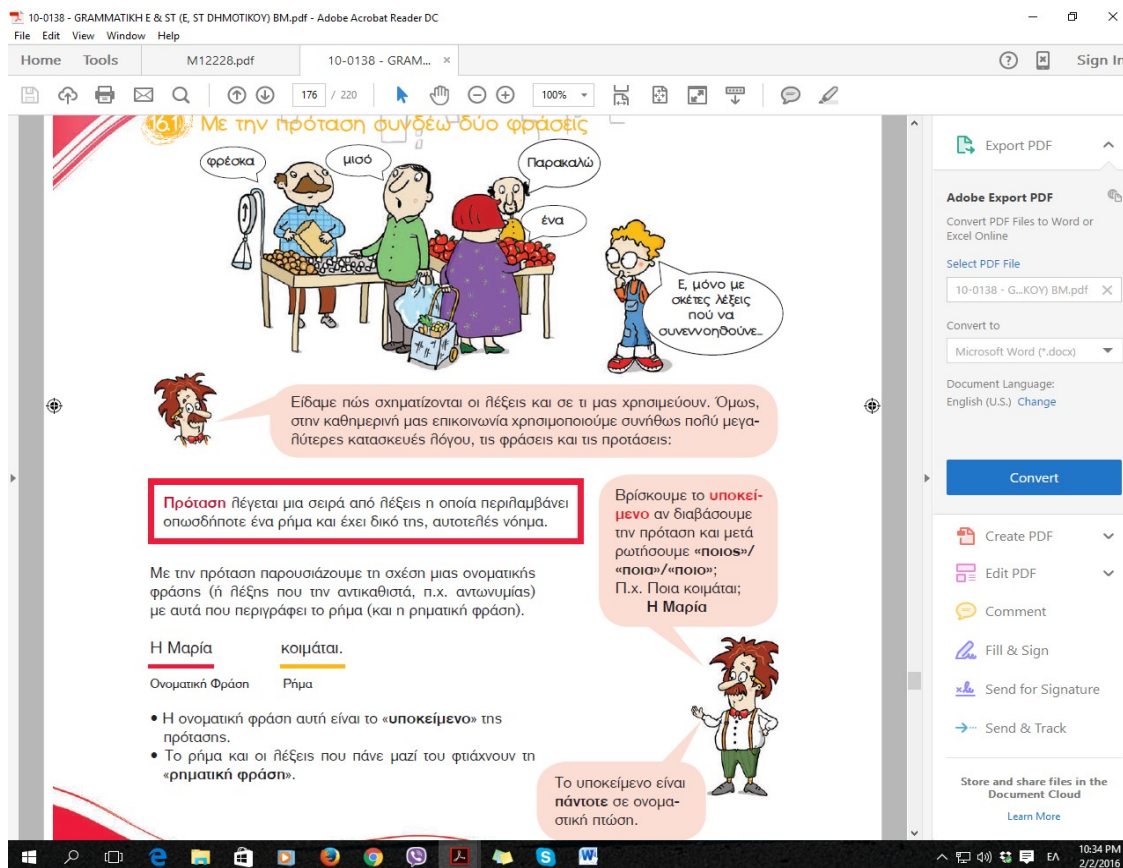 10-0138 - GRAMMATIKH E & ST (E, ST DHMOTIKOY) BM.pdf - Adobe Acrobat Reader DC
File Edit View Window Help
Home Tools M12228.pdf 10-0138 - GRAM... ×
Sign In
176 / 220 100%
16.1 Με την πρόταση συνδέω δύο φράσεις
φρέσκα
μισό
Παρακαλώ
ένα
Ε, μόνο με
σκέτες λέξεις
πού να
συνεννοηθούνε...
Είδαμε πώς σχηματίζονται οι λέξεις και σε τι μας χρησιμεύουν. Όμως,
στην καθημερινή μας επικοινωνία χρησιμοποιούμε συνήθως πολύ μεγα-
λύτερες κατασκευές λόγου, τις φράσεις και τις προτάσεις:
Πρόταση λέγεται μια σειρά από λέξεις η οποία περιλαμβάνει
οπωσδήποτε ένα ρήμα και έχει δικό της, αυτοτελές νόημα.
Βρίσκουμε το υποκεί-
μενο αν διαβάσουμε
την πρόταση και μετά
ρωτήσουμε «ποιος»/
«ποια»/«ποιο»;
Π.χ. Ποια κοιμάται;
Η Μαρία
Με την πρόταση παρουσιάζουμε τη σχέση μιας ονοματικής
φράσης (ή λέξης που την αντικαθιστά, π.χ. αντωνυμίας)
με αυτά που περιγράφει το ρήμα (και η ρηματική φράση).
Η Μαρία κοιμάται.
Ονοματική Φράση Ρήμα
• Η ονοματική φράση αυτή είναι το «υποκείμενο» της
πρότασης.
• Το ρήμα και οι λέξεις που πάνε μαζί του φτιάχνουν τη
«ρηματική φράση».
Το υποκείμενο είναι
πάντοτε σε ονομα-
στική πτώση.
Export PDF
Adobe Export PDF
Convert PDF Files to Word or
Excel Online
Select PDF File
10-0138 - G...KOY) BM.pdf ×
Convert to
Microsoft Word (*.docx)
Document Language:
English (U.S.) Change
Convert
Create PDF
Edit PDF
Comment
Fill & Sign
Send for Signature
Send & Track
Store and share files in the
Document Cloud
Learn More
ΕΛ
10:34 PM
2/2/2016